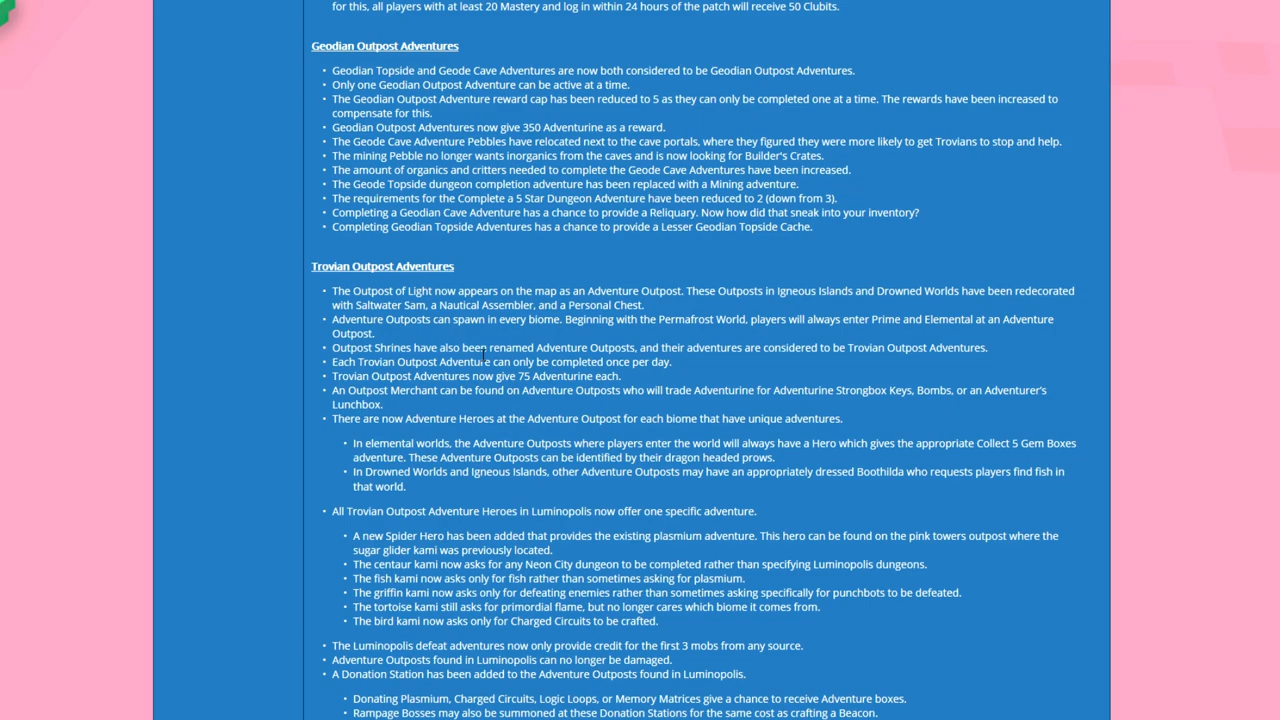 for this, all players with at least 20 Mastery and log in within 24 hours of the patch will receive 50 Clubits.
Geodian Outpost Adventures
• Geodian Topside and Geode Cave Adventures are now both considered to be Geodian Outpost Adventures.
• Only one Geodian Outpost Adventure can be active at a time.
• The Geodian Outpost Adventure reward cap has been reduced to 5 as they can only be completed one at a time. The rewards have been increased to
compensate for this.
• Geodian Outpost Adventures now give 350 Adventurine as a reward.
• The Geode Cave Adventure Pebbles have relocated next to the cave portals, where they figured they were more likely to get Trovians to stop and help.
• The mining Pebble no longer wants inorganics from the caves and is now looking for Builder's Crates.
• The amount of organics and critters needed to complete the Geode Cave Adventures have been increased.
• The Geode Topside dungeon completion adventure has been replaced with a Mining adventure.
• The requirements for the Complete a 5 Star Dungeon Adventure have been reduced to 2 (down from 3).
• Completing a Geodian Cave Adventure has a chance to provide a Reliquary. Now how did that sneak into your inventory?
• Completing Geodian Topside Adventures has a chance to provide a Lesser Geodian Topside Cache.
Trovian Outpost Adventures
• The Outpost of Light now appears on the map as an Adventure Outpost. These Outposts in Igneous Islands and Drowned Worlds have been redecorated
with Saltwater Sam, a Nautical Assembler, and a Personal Chest.
• Adventure Outposts can spawn in every biome. Beginning with the Permafrost World, players will always enter Prime and Elemental at an Adventure
Outpost.
• Outpost Shrines have also been renamed Adventure Outposts, and their adventures are considered to be Trovian Outpost Adventures.
• Each Trovian Outpost Adventure can only be completed once per day.
• Trovian Outpost Adventures now give 75 Adventurine each.
• An Outpost Merchant can be found on Adventure Outposts who will trade Adventurine for Adventurine Strongbox Keys, Bombs, or an Adventurer's
Lunchbox.
• There are now Adventure Heroes at the Adventure Outpost for each biome that have unique adventures.
• In elemental worlds, the Adventure Outposts where players enter the world will always have a Hero which gives the appropriate Collect 5 Gem Boxes
adventure. These Adventure Outposts can be identified by their dragon headed prows.
• In Drowned Worlds and Igneous Islands, other Adventure Outposts may have an appropriately dressed Boothilda who requests players find fish in
that world.
• All Trovian Outpost Adventure Heroes in Luminopolis now offer one specific adventure.
• A new Spider Hero has been added that provides the existing plasmium adventure. This hero can be found on the pink towers outpost where the
sugar glider kami was previously located.
• The centaur kami now asks for any Neon City dungeon to be completed rather than specifying Luminopolis dungeons.
• The fish kami now asks only for fish rather than sometimes asking for plasmium.
• The griffin kami now asks only for defeating enemies rather than sometimes asking specifically for punchbots to be defeated.
• The tortoise kami still asks for primordial flame, but no longer cares which biome it comes from.
• The bird kami now asks only for Charged Circuits to be crafted.
• The Luminopolis defeat adventures now only provide credit for the first 3 mobs from any source.
• Adventure Outposts found in Luminopolis can no longer be damaged.
• A Donation Station has been added to the Adventure Outposts found in Luminopolis.
Donating Plasmium, Charged Circuits, Logic Loops, or Memory Matrices give a chance to receive Adventure boxes.
• Rampage Bosses may also be summoned at these Donation Stations for the same cost as crafting a Beacon.